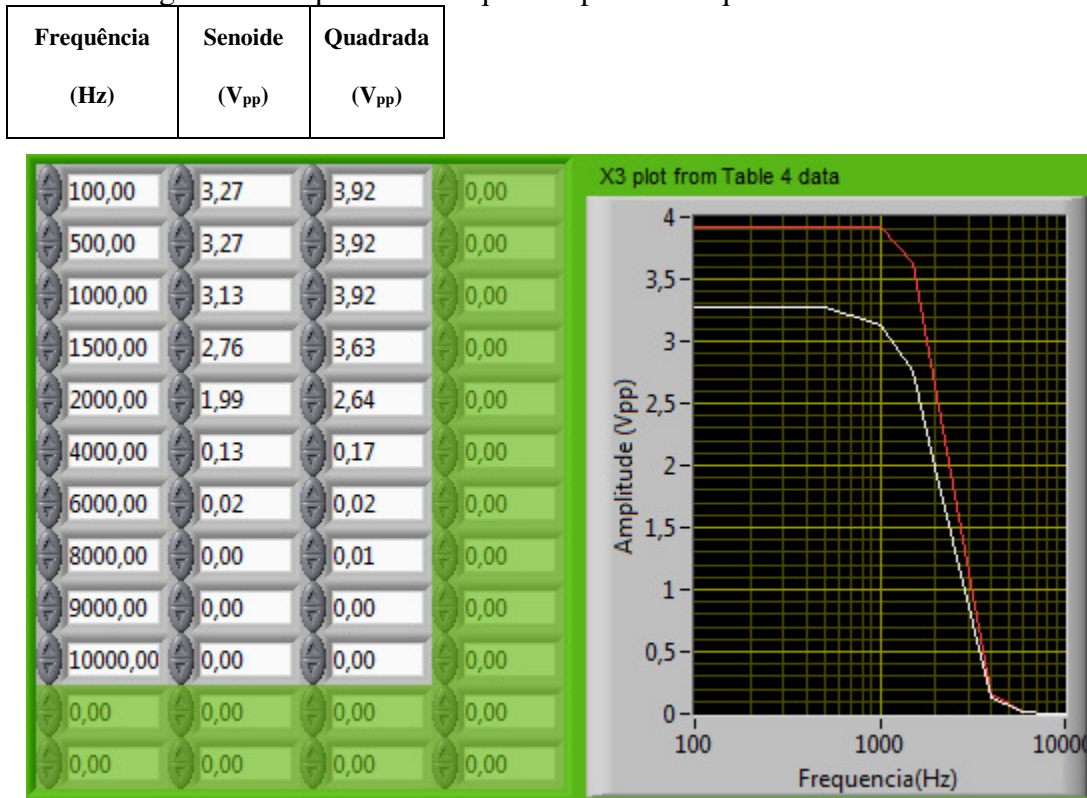 Frequência Senoide Quadrada
(Hz) (Vpp) (Vpp)
100,00 3,27 3,92 0,00
500,00 3,27 3,92 0,00
1000,00 3,13 3,92 0,00
1500,00 2,76 3,63 0,00
2000,00 1,99 2,64 0,00
4000,00 0,13 0,17 0,00
6000,00 0,02 0,02 0,00
8000,00 0,00 0,01 0,00
9000,00 0,00 0,00 0,00
10000,00 0,00 0,00 0,00
0,00 0,00 0,00 0,00
0,00 0,00 0,00 0,00
X3 plot from Table 4 data
Amplitude (Vpp)
4
3,5
3
2,5
2
1,5
1
0,5
0
100 1000 10000
Frequencia(Hz)